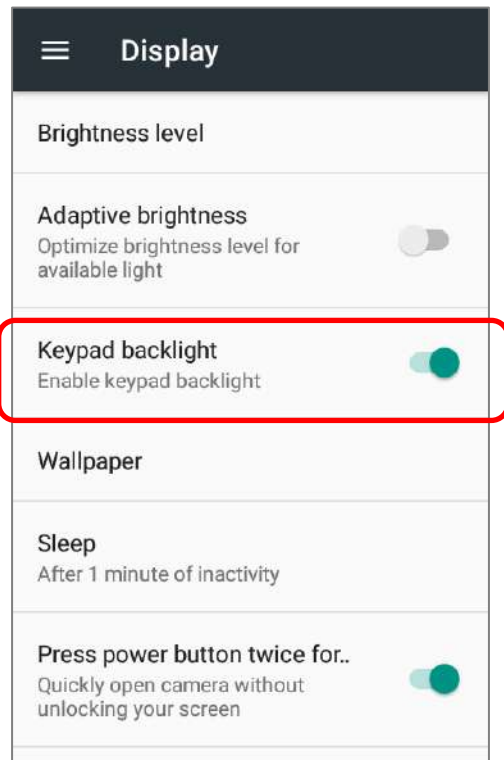 Display
Brightness level
Adaptive brightness
Optimize brightness level for
available light
Keypad backlight
Enable keypad backlight
Wallpaper
Sleep
After 1 minute of inactivity
Press power button twice for..
Quickly open camera without
unlocking your screen